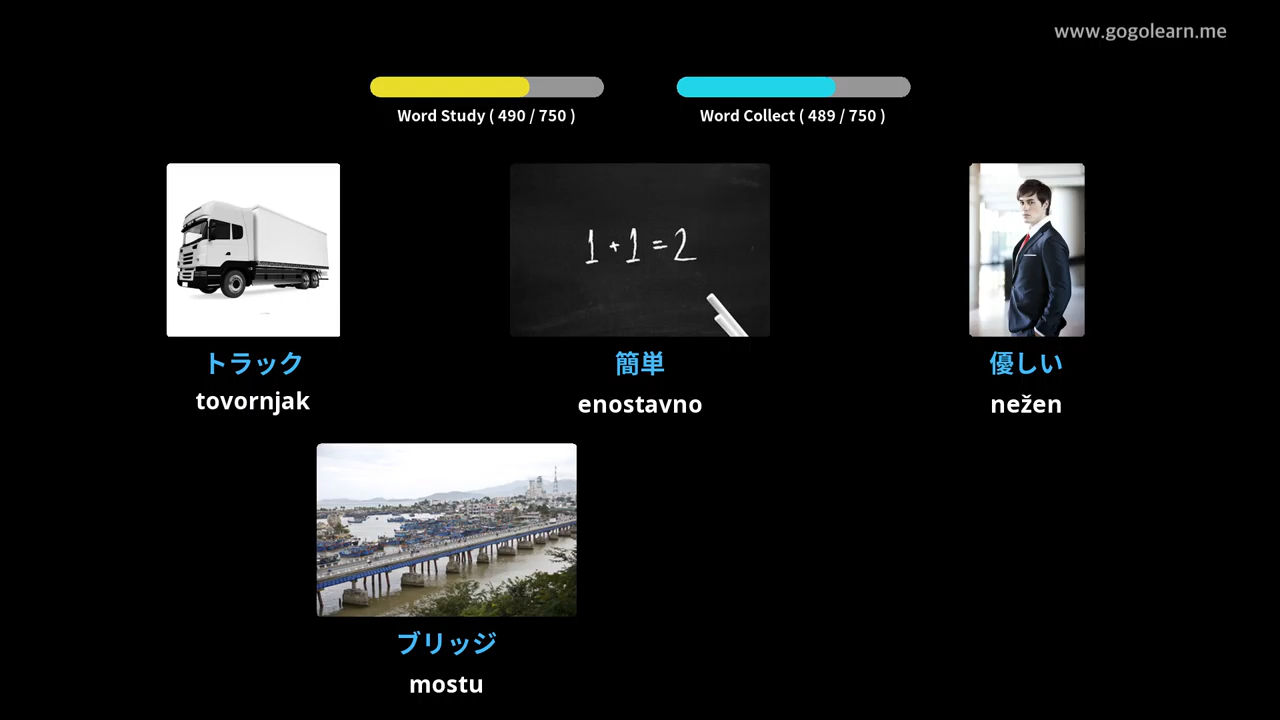 www.gogolearn.me
Word Study ( 490 / 750 )
Word Collect ( 489 / 750 )
1 + 1 = 2
トラック
tovornjak
簡単
enostavno
優しい
nežen
ブリッジ
mostu